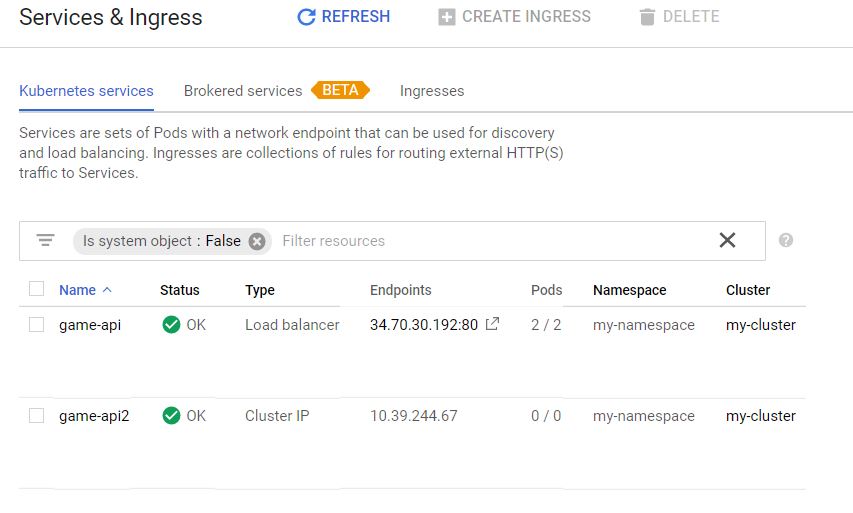 Services & Ingress REFRESH CREATE INGRESS DELETE
Kubernetes services Brokered services BETA Ingresses
Services are sets of Pods with a network endpoint that can be used for discovery
and load balancing. Ingresses are collections of rules for routing external HTTP(S)
traffic to Services.
Is system object : False Filter resources
Name Status Type Endpoints Pods Namespace Cluster
game-api OK Load balancer 34.70.30.192:80 2 / 2 my-namespace my-cluster
game-api2 OK Cluster IP 10.39.244.67 0 / 0 my-namespace my-cluster